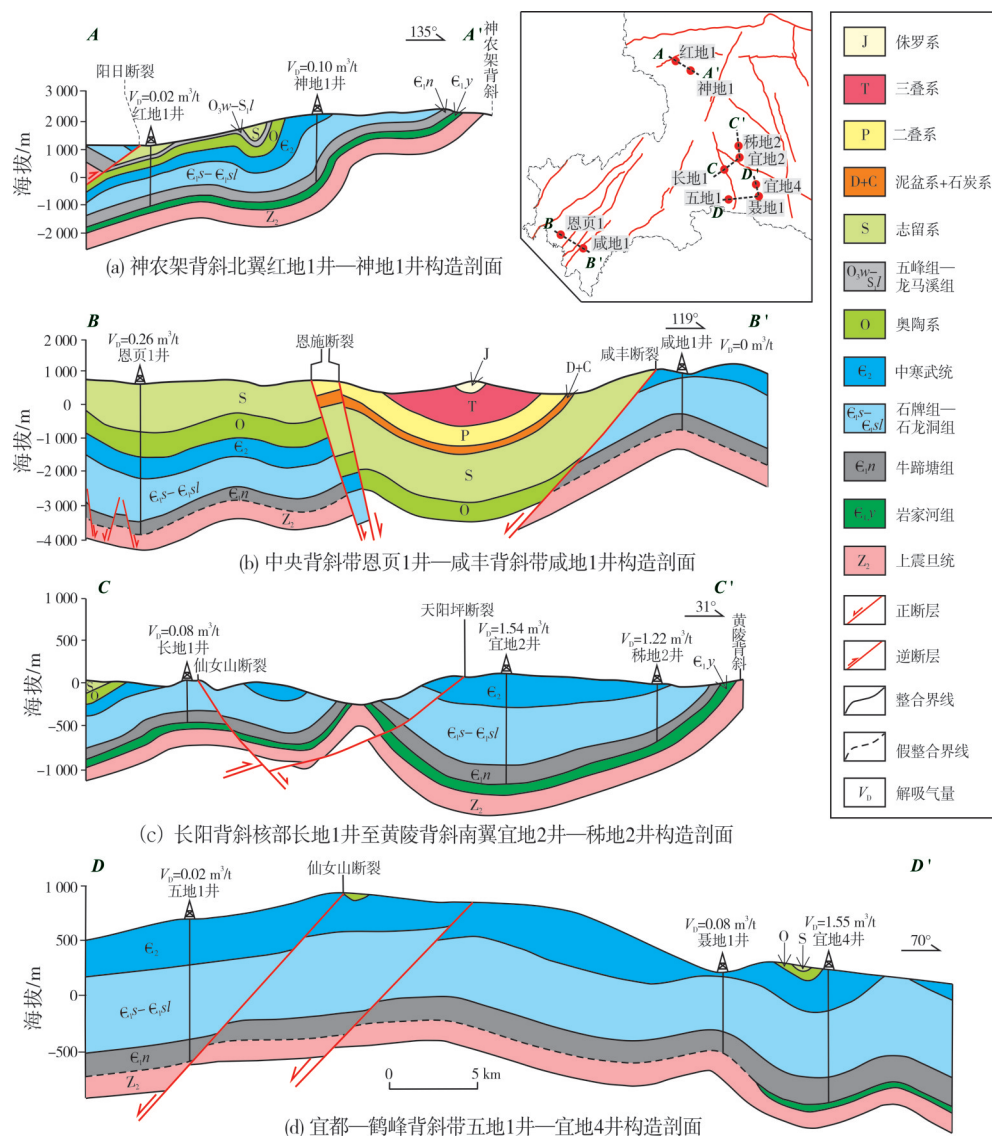 A
135°
A'
神农架背斜
阳日断裂
V_D=0.02 m³/t
红地1井
O₃w–S₁l
V_D=0.10 m³/t
神地1井
Є₁n
Є₁y
3 000
2 000
1 000
0
−1 000
−2 000
海拔/m
S
O
Є₂
Є₁s–Є₁sl
Z₂
(a) 神农架背斜北翼红地1井—神地1井构造剖面
A
红地1
A'
神地1
C'
秭地2
宜地2
C
D'
长地1
宜地4
五地1
D
聂地1
B
恩页1
咸地1
B'
B
V_D=0.26 m³/t
恩页1井
恩施断裂
J
D+C
119°
咸丰断裂
咸地1井
V_D=0 m³/t
B'
1 000
0
−1 000
−2 000
−3 000
−4 000
海拔/m
S
O
Є₂
Є₁s–Є₁sl
Є₁n
Z₂
T
P
S
O
(b) 中央背斜带恩页1井—咸丰背斜带咸地1井构造剖面
C
V_D=0.08 m³/t
长地1井
仙女山断裂
天阳坪断裂
V_D=1.54 m³/t
宜地2井
31°
V_D=1.22 m³/t
秭地2井
C'
黄陵背斜
Є₁y
1 000
500
0
−500
−1 000
海拔/m
S
O
Є₂
Є₁s–Є₁sl
Є₁n
Z₂
(c) 长阳背斜核部长地1井至黄陵背斜南翼宜地2井—秭地2井构造剖面
D
V_D=0.02 m³/t
五地1井
仙女山断裂
V_D=0.08 m³/t
聂地1井
O
S
V_D=1.55 m³/t
宜地4井
70°
D'
1 000
500
0
−500
海拔/m
Є₂
Є₁s–Є₁sl
Є₁n
Z₂
0
5 km
(d) 宜都—鹤峰背斜带五地1井—宜地4井构造剖面
J
侏罗系
T
三叠系
P
二叠系
D+C
泥盆系+石炭系
S
志留系
O₃w–
S₁l
五峰组—
龙马溪组
O
奥陶系
Є₂
中寒武统
Є₁s–
Є₁sl
石牌组—
石龙洞组
Є₁n
牛蹄塘组
Є₁y
岩家河组
Z₂
上震旦统
正断层
逆断层
整合界线
假整合界线
V_D
解吸气量